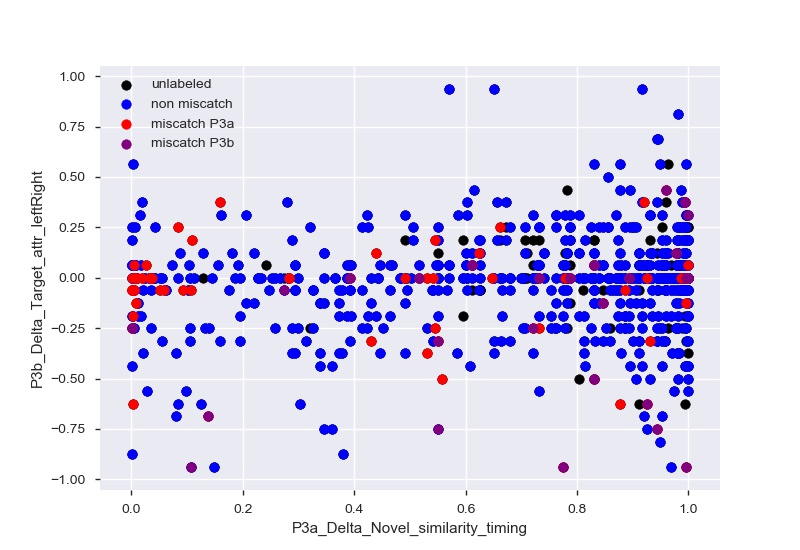 1.00
0.75
0.50
0.25
0.00
−0.25
−0.50
−0.75
−1.00
P3b_Delta_Target_attr_leftRight
unlabeled
non miscatch
miscatch P3a
miscatch P3b
0.0 0.2 0.4 0.6 0.8 1.0
P3a_Delta_Novel_similarity_timing